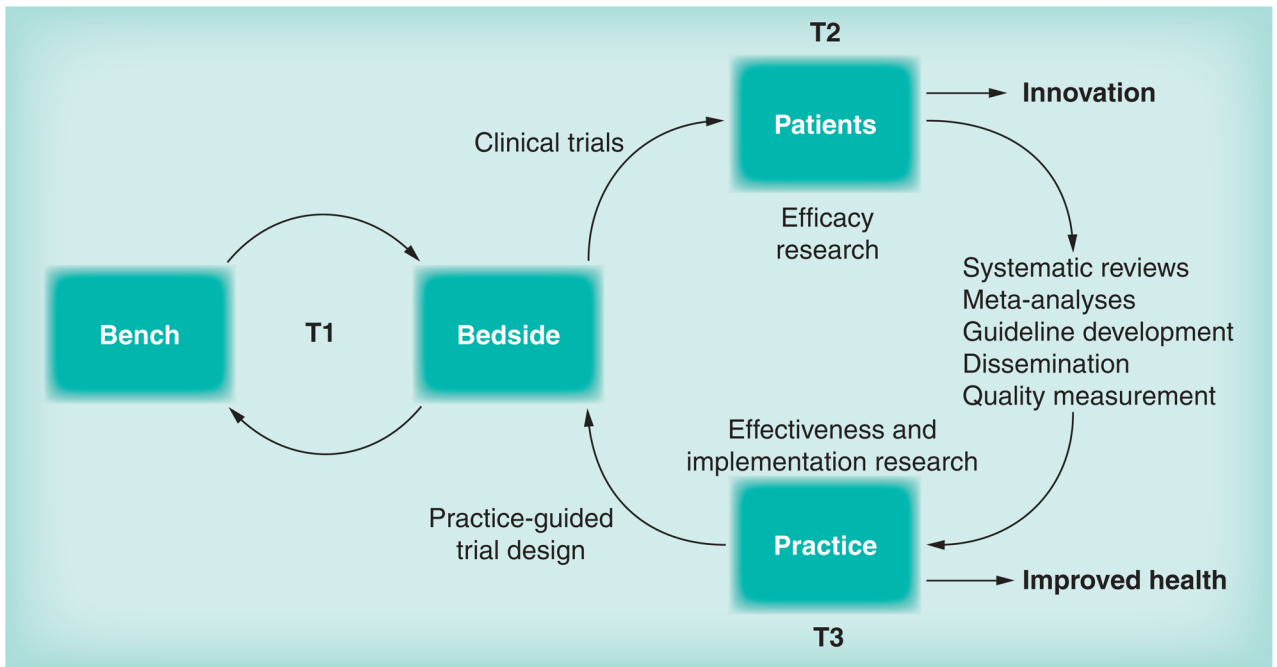 T2
Patients
Innovation
Clinical trials
Efficacy
research
Bench
T1
Bedside
Systematic reviews
Meta-analyses
Guideline development
Dissemination
Quality measurement
Effectiveness and
implementation research
Practice-guided
trial design
Practice
Improved health
T3